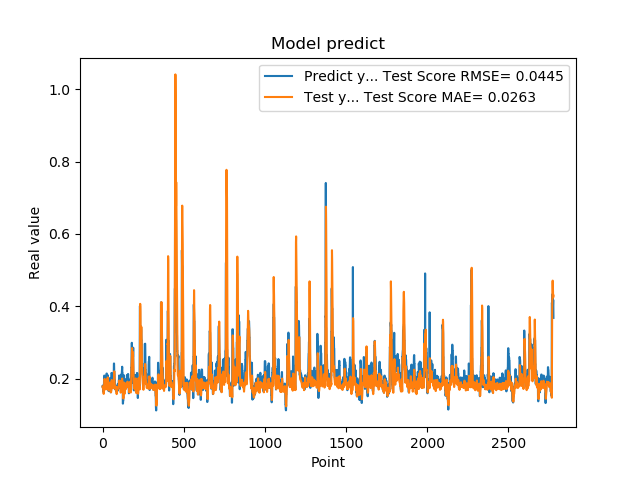 Model predict
Predict y... Test Score RMSE= 0.0445
Test y... Test Score MAE= 0.0263
Real value
1.0
0.8
0.6
0.4
0.2
0 500 1000 1500 2000 2500
Point